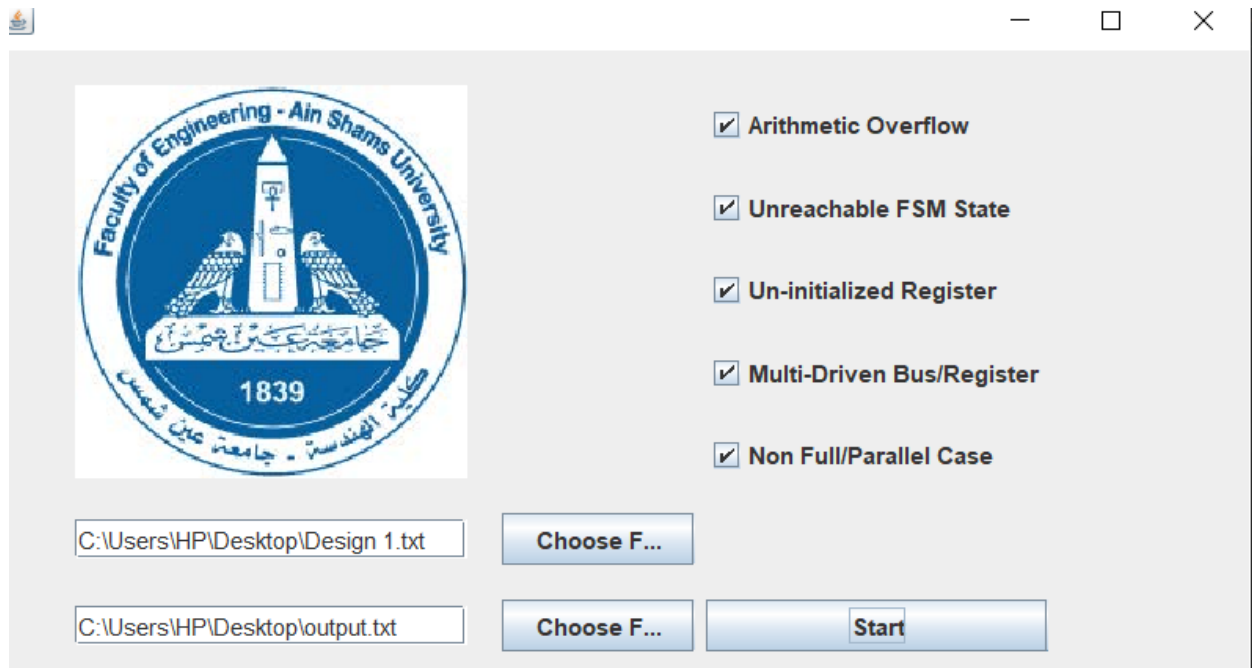 Faculty of Engineering - Ain Shams University
جامعة عين شمس
1839
كلية الهندسة - جامعة عين شمس
Arithmetic Overflow
Unreachable FSM State
Un-initialized Register
Multi-Driven Bus/Register
Non Full/Parallel Case
C:\Users\HP\Desktop\Design 1.txt
Choose F...
C:\Users\HP\Desktop\output.txt
Choose F...
Start